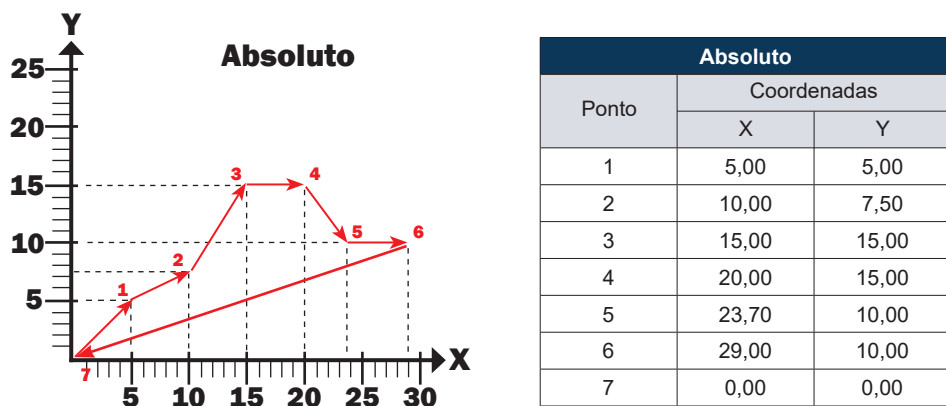 Y
Absoluto
25
20
15
10
5
3
4
5
6
2
1
7
X
5 10 15 20 25 30
Absoluto
Ponto Coordenadas
X Y
1 5,00 5,00
2 10,00 7,50
3 15,00 15,00
4 20,00 15,00
5 23,70 10,00
6 29,00 10,00
7 0,00 0,00